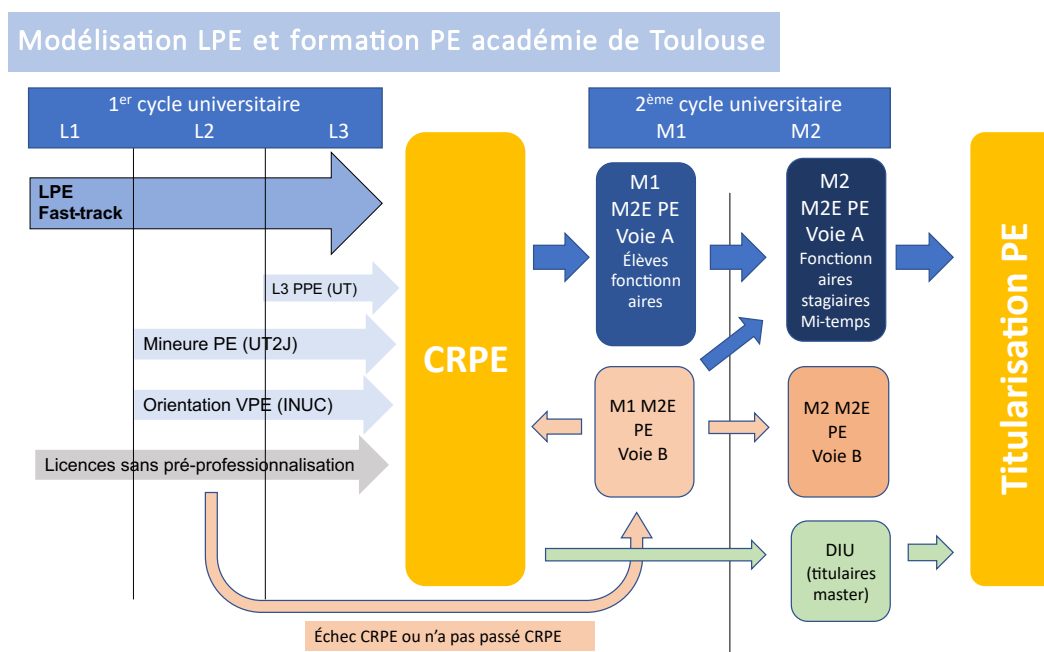 Modélisation LPE et formation PE académie de Toulouse
1er cycle universitaire
L1 L2 L3
2ème cycle universitaire
M1 M2
LPE
Fast-track
L3 PPE (UT)
Mineure PE (UT2J)
Orientation VPE (INUC)
Licences sans pré-professionnalisation
CRPE
M1
M2E PE
Voie A
Élèves
fonctionn
aires
M2
M2E PE
Voie A
Fonctionn
aires
stagiaires
Mi-temps
M1 M2E
PE
Voie B
M2 M2E
PE
Voie B
DIU
(titulaires
master)
Titularisation PE
Échec CRPE ou n’a pas passé CRPE